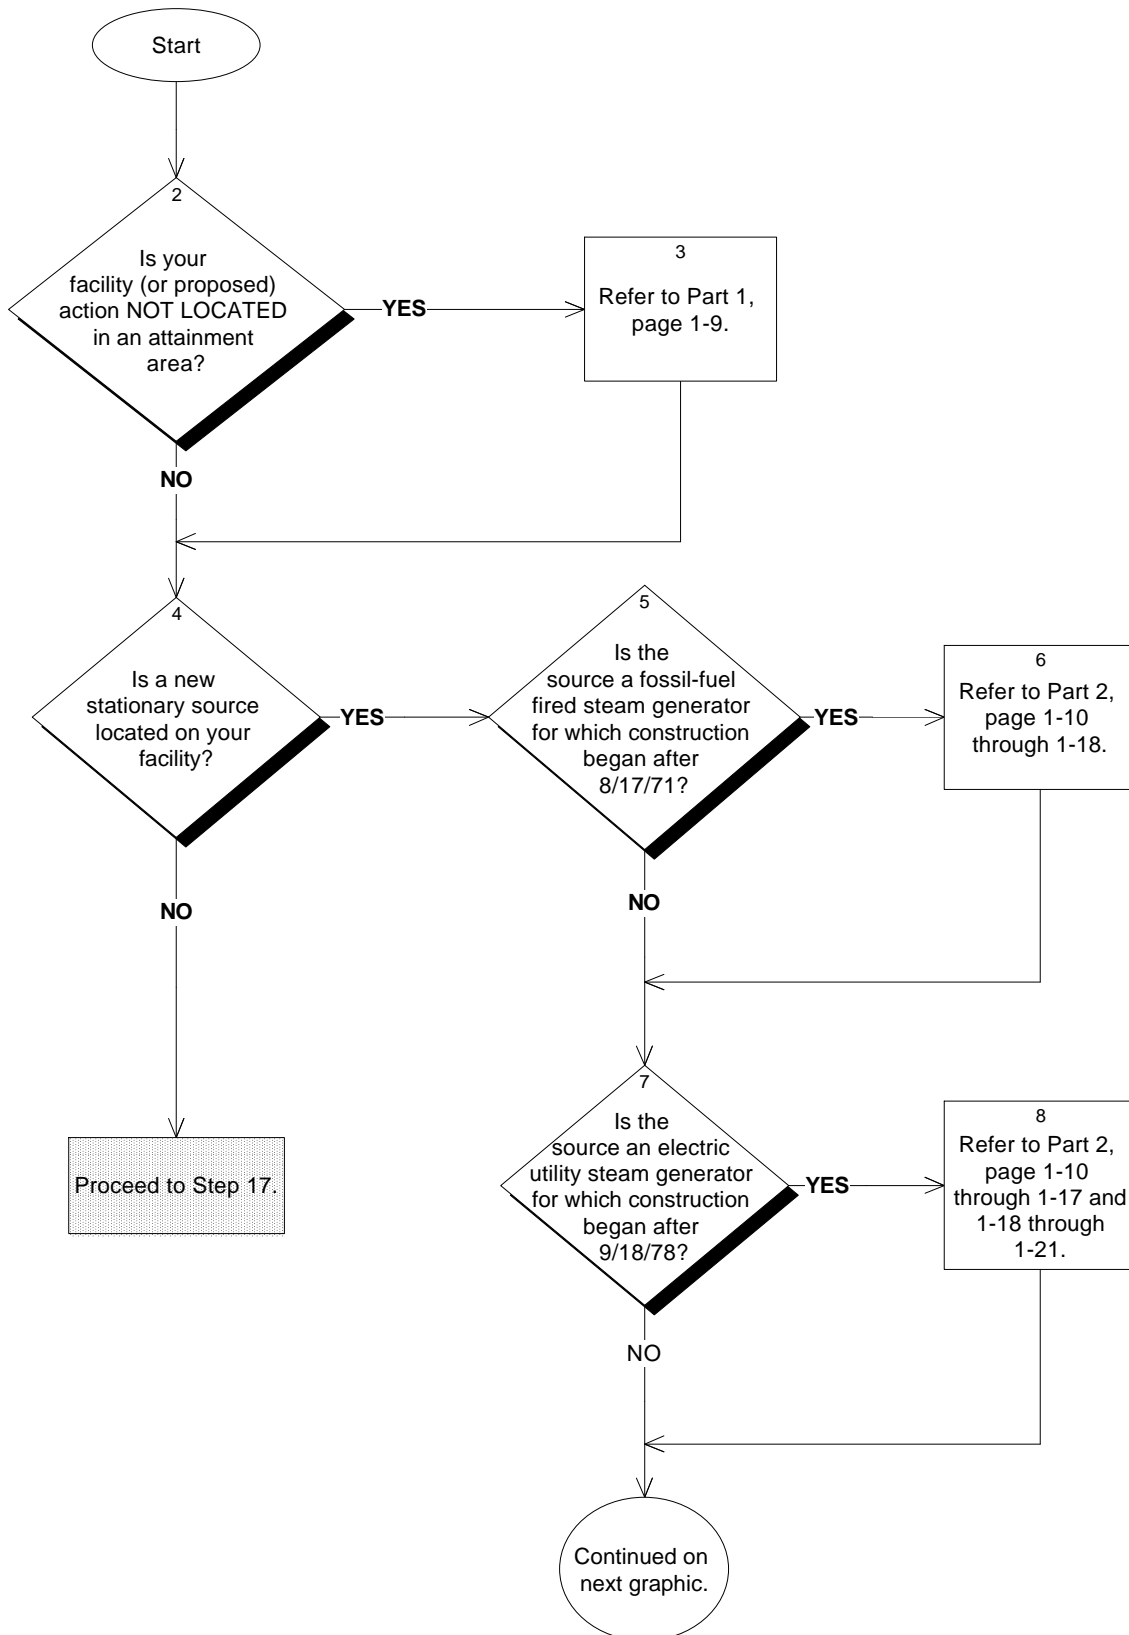 Start
2
Is your
facility (or proposed)
action NOT LOCATED
in an attainment
area?
YES
3
Refer to Part 1,
page 1-9.
NO
4
Is a new
stationary source
located on your
facility?
YES
5
Is the
source a fossil-fuel
fired steam generator
for which construction
began after
8/17/71?
YES
6
Refer to Part 2,
page 1-10
through 1-18.
NO
NO
7
Is the
source an electric
utility steam generator
for which construction
began after
9/18/78?
YES
8
Refer to Part 2,
page 1-10
through 1-17 and
1-18 through
1-21.
Proceed to Step 17.
NO
Continued on
next graphic.